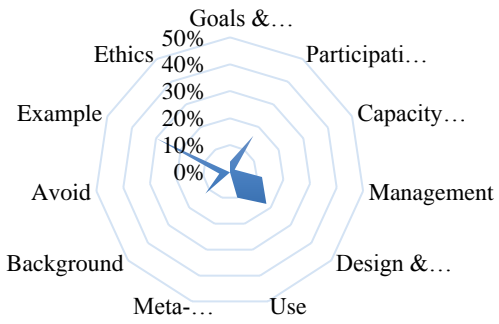 Goals &…
Participati…
Capacity…
Management
Design &…
Use
Meta-…
Background
Avoid
Example
Ethics
50%
40%
30%
20%
10%
0%